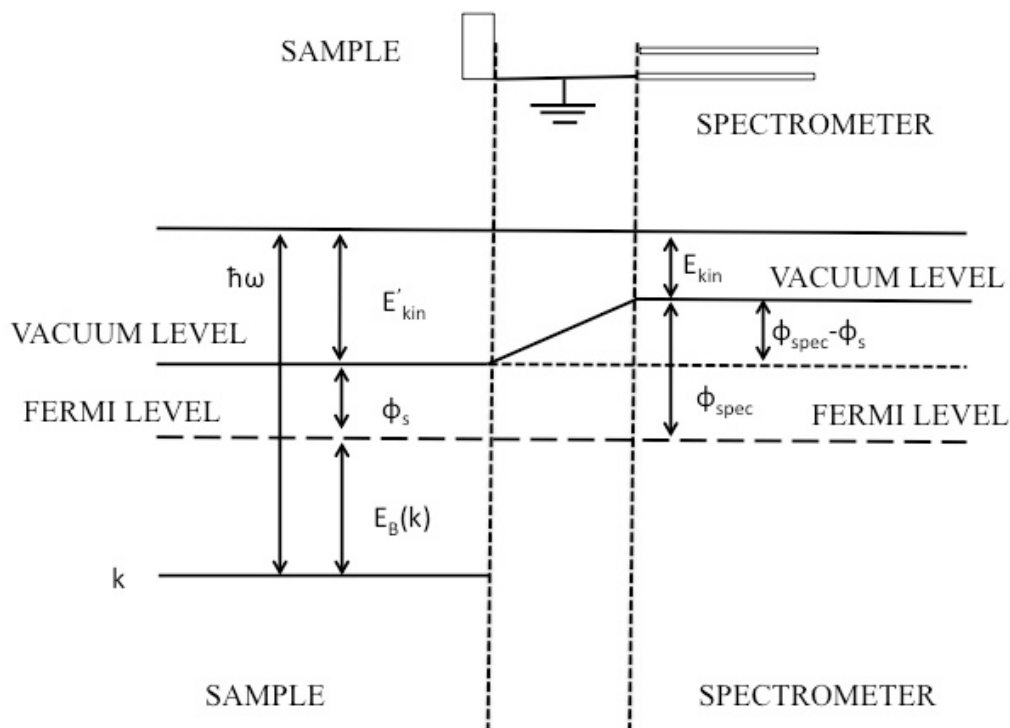 SAMPLE
SPECTROMETER
ħω
E'kin
Ekin
VACUUM LEVEL
VACUUM LEVEL
ϕspec-ϕs
FERMI LEVEL
ϕs
ϕspec
FERMI LEVEL
EB(k)
k
SAMPLE
SPECTROMETER